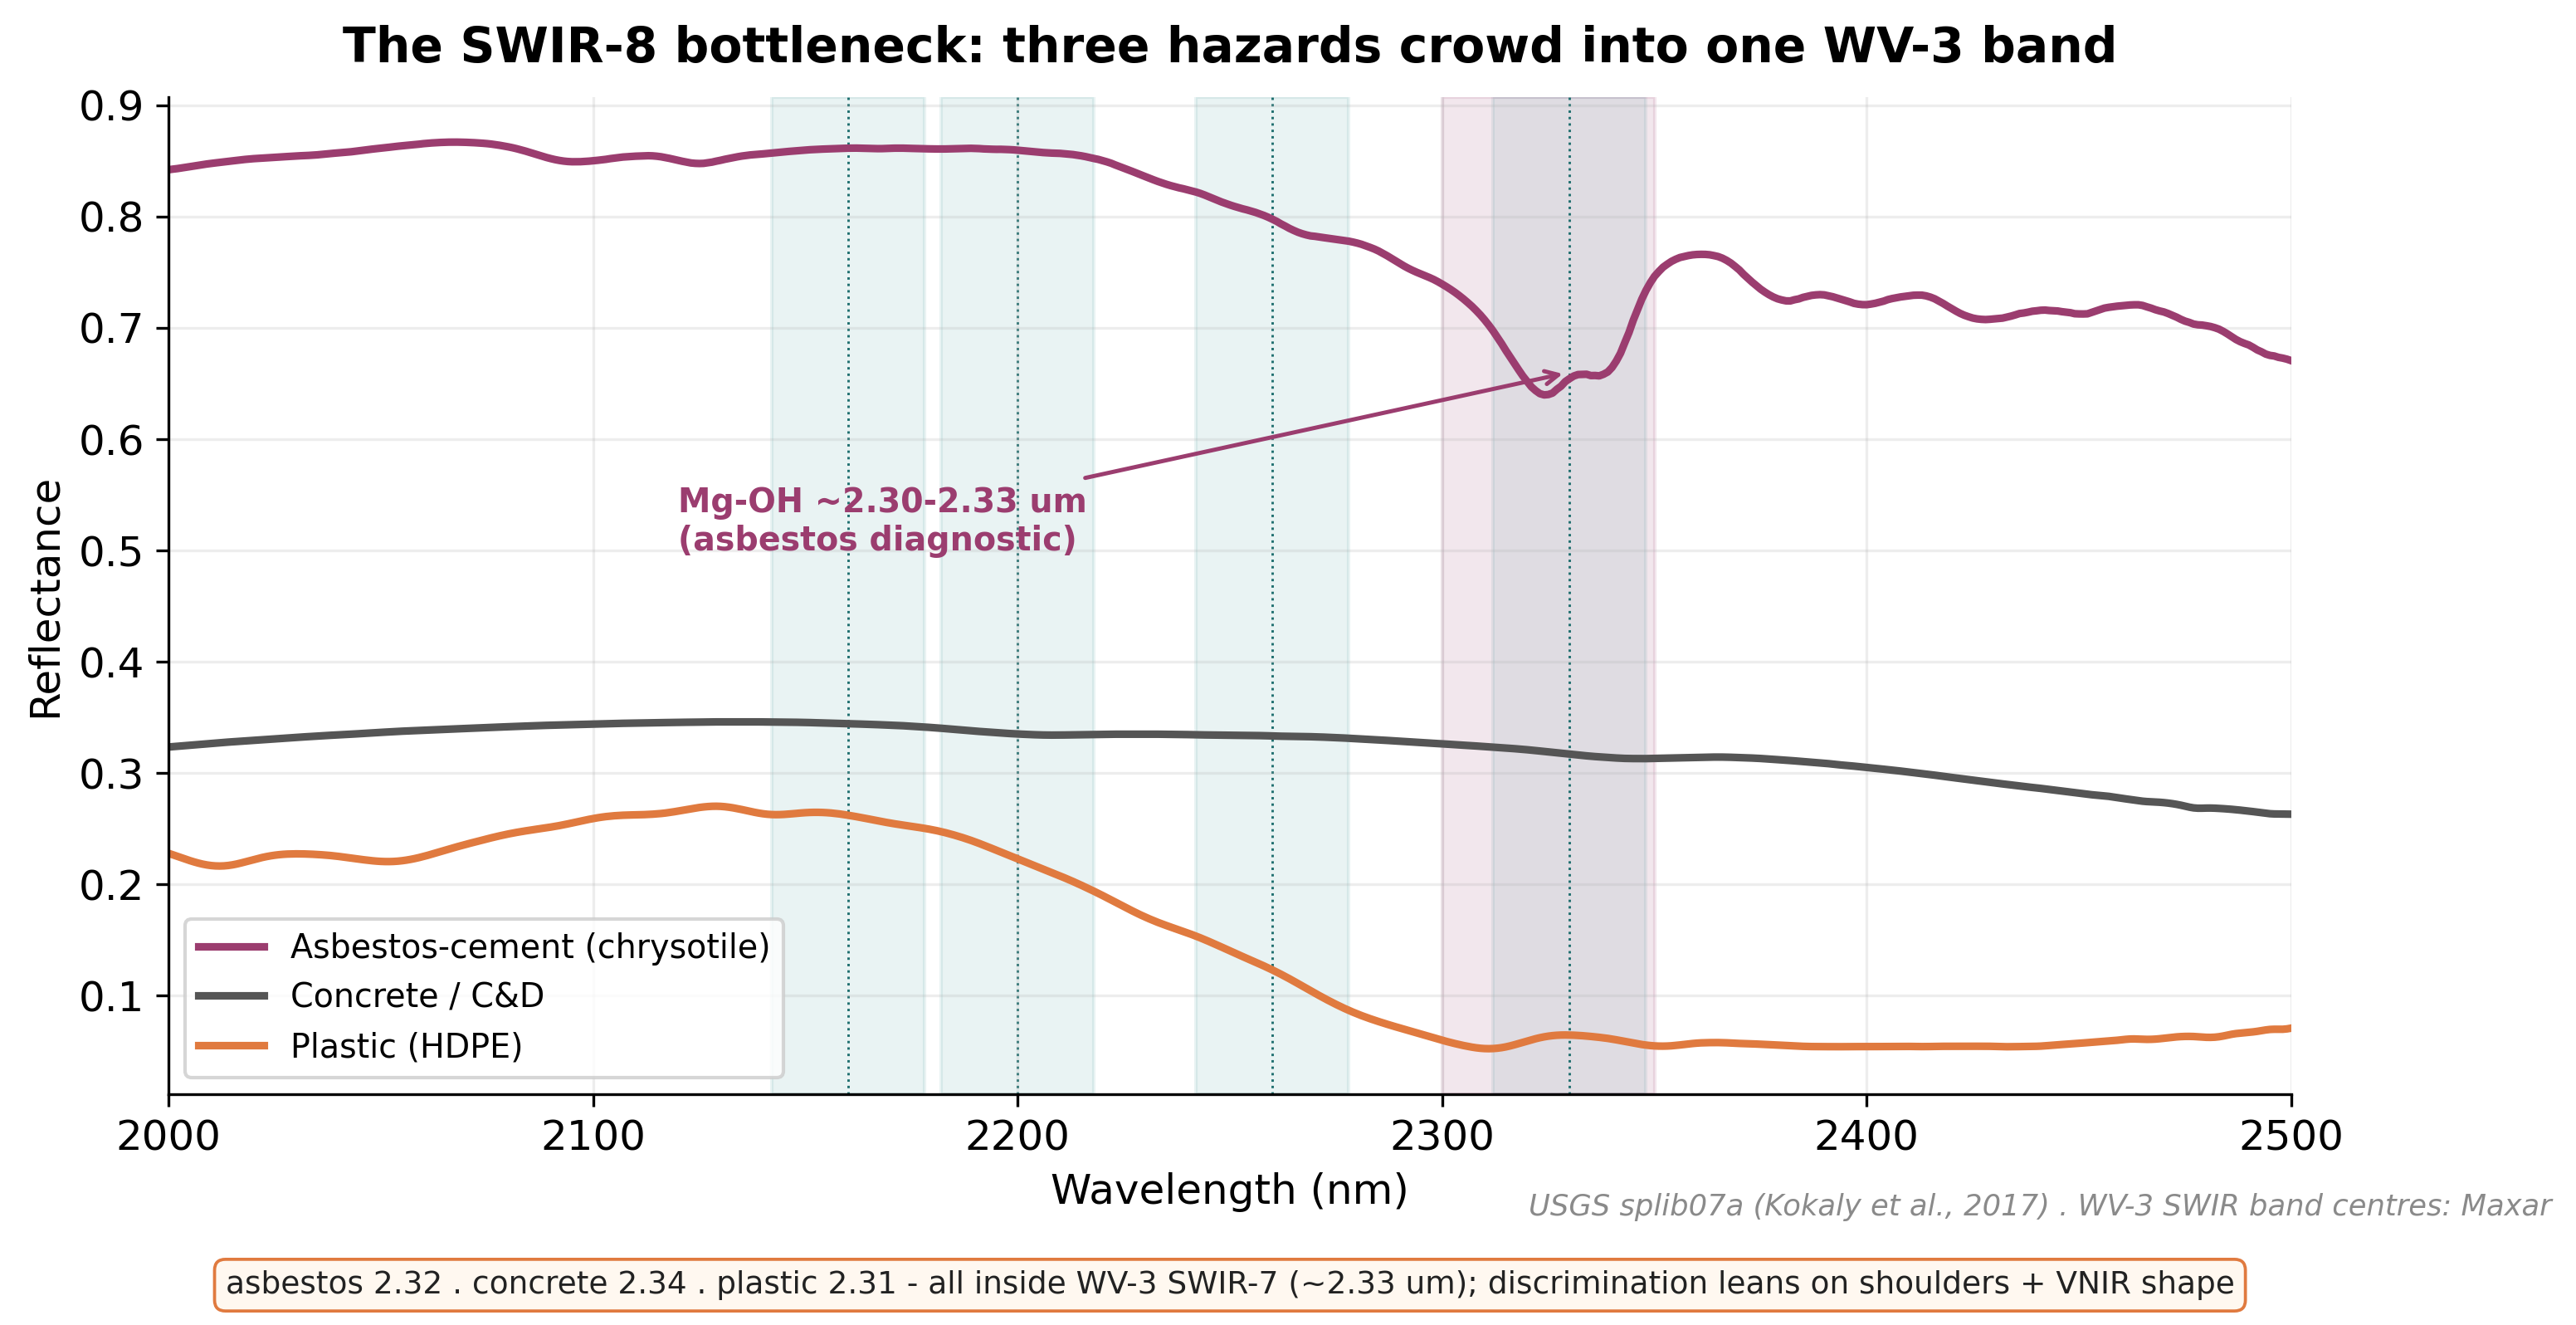 The SWIR-8 bottleneck: three hazards crowd into one WV-3 band
Reflectance
0.9
0.8
0.7
0.6
0.5
0.4
0.3
0.2
0.1
Mg-OH ~2.30-2.33 um
(asbestos diagnostic)
Asbestos-cement (chrysotile)
Concrete / C&D
Plastic (HDPE)
2000 2100 2200 2300 2400 2500
Wavelength (nm)
USGS splib07a (Kokaly et al., 2017) . WV-3 SWIR band centres: Maxar
asbestos 2.32 . concrete 2.34 . plastic 2.31 - all inside WV-3 SWIR-7 (~2.33 um); discrimination leans on shoulders + VNIR shape